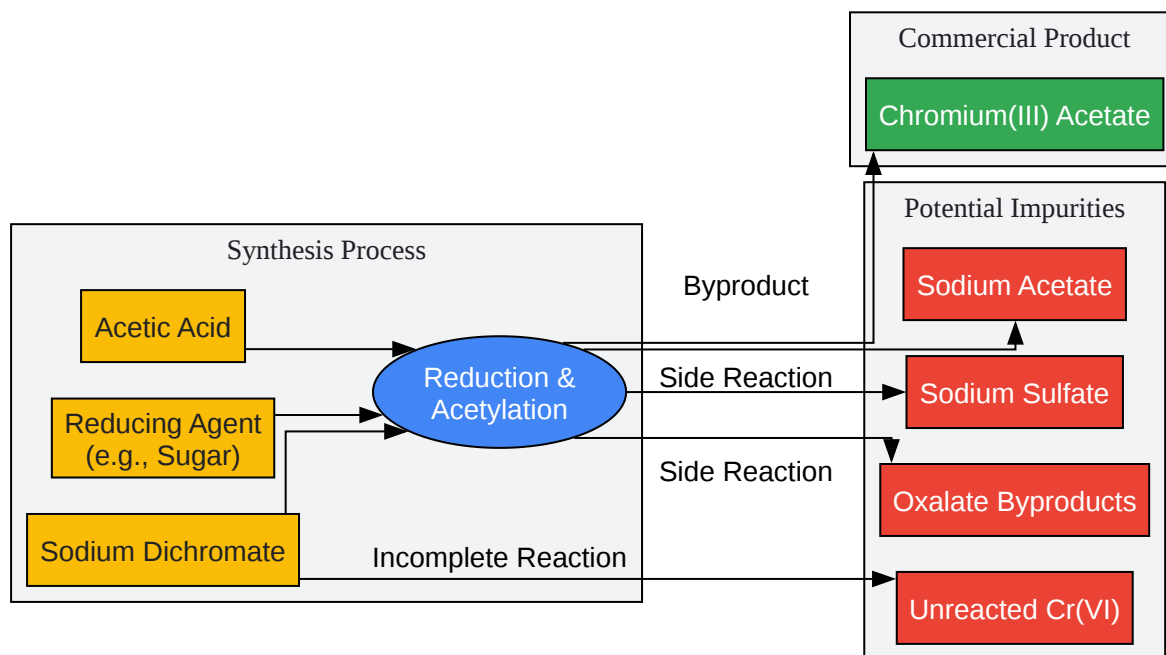 Commercial Product
Chromium(III) Acetate
Potential Impurities
Synthesis Process
Byproduct
Sodium Acetate
Acetic Acid
Reduction &
Acetylation
Side Reaction
Sodium Sulfate
Reducing Agent
(e.g., Sugar)
Side Reaction
Oxalate Byproducts
Sodium Dichromate
Incomplete Reaction
Unreacted Cr(VI)